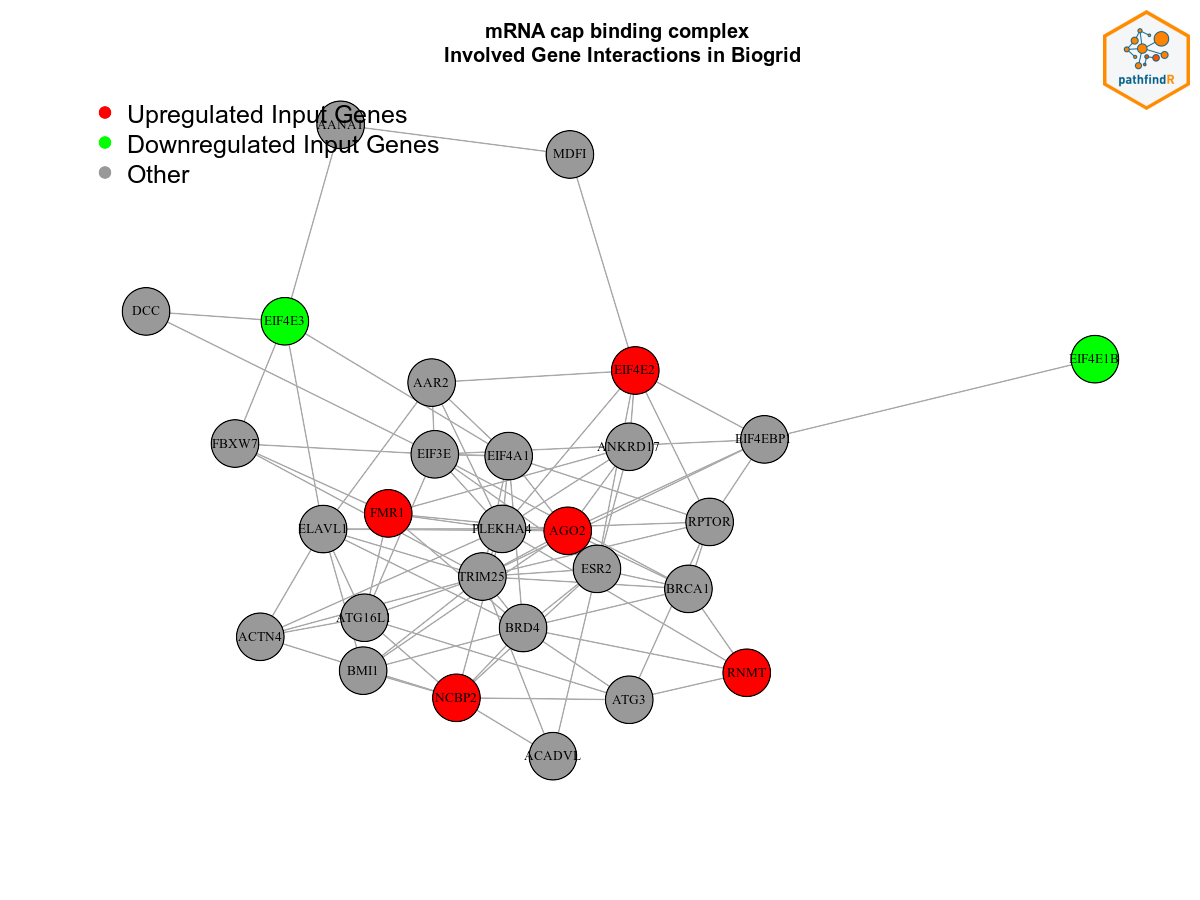 mRNA cap binding complex
Involved Gene Interactions in Biogrid
pathfindR
Upregulated Input Genes
AANAT
Downregulated Input Genes
MDFI
Other
DCC
EIF4E3
EIF4E1B
EIF4E2
AAR2
EIF4EBP1
FBXW7
ANKRD17
EIF3E
EIF4A1
FMR1
RPTOR
ELAVL1
PLEKHA4
AGO2
ESR2
TRIM25
BRCA1
ATG16L1
BRD4
ACTN4
BMI1
RNMT
NCBP2
ATG3
ACADVL